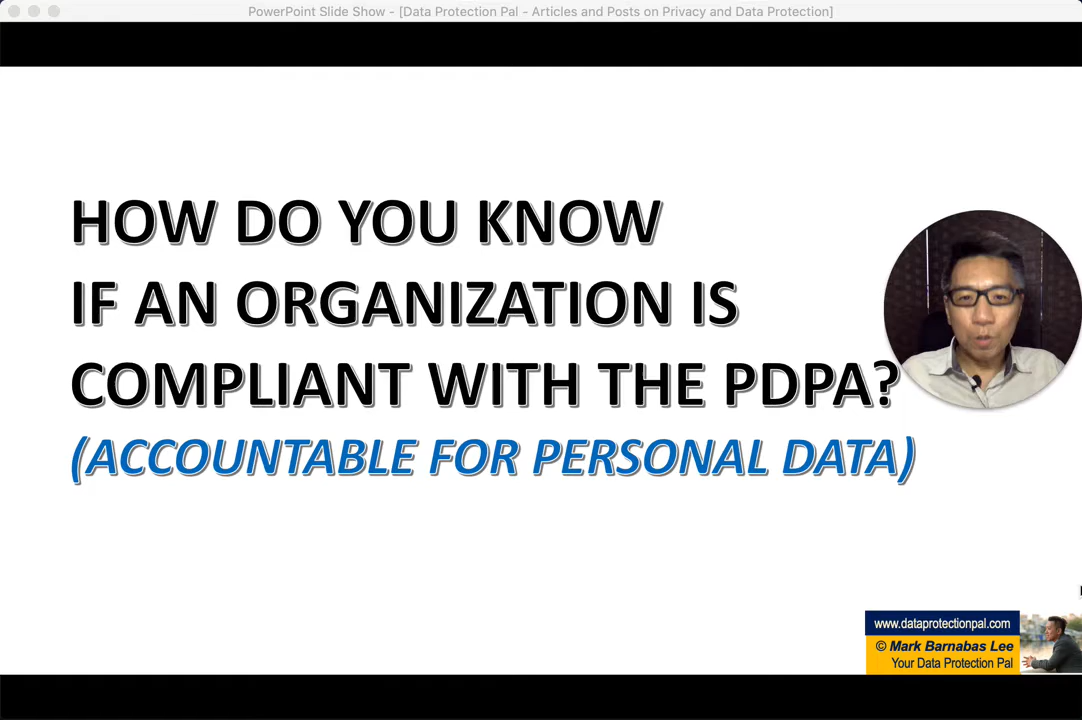 PowerPoint Slide Show - [Data Protection Pal - Articles and Posts on Privacy and Data Protection]
HOW DO YOU KNOW
IF AN ORGANIZATION IS
COMPLIANT WITH THE PDPA?
(ACCOUNTABLE FOR PERSONAL DATA)
www.dataprotectionpal.com
© Mark Barnabas Lee
Your Data Protection Pal